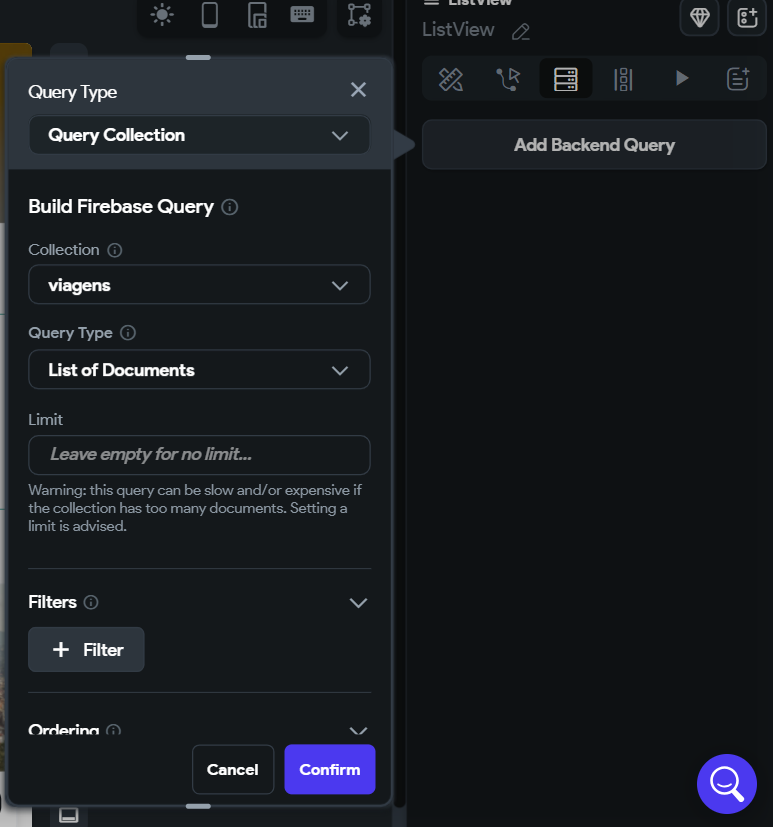 ListView
ListView
Query Type
Query Collection
Add Backend Query
Build Firebase Query
Collection
viagens
Query Type
List of Documents
Limit
Leave empty for no limit...
Warning: this query can be slow and/or expensive if
the collection has too many documents. Setting a
limit is advised.
Filters
+ Filter
Ordering
Cancel
Confirm